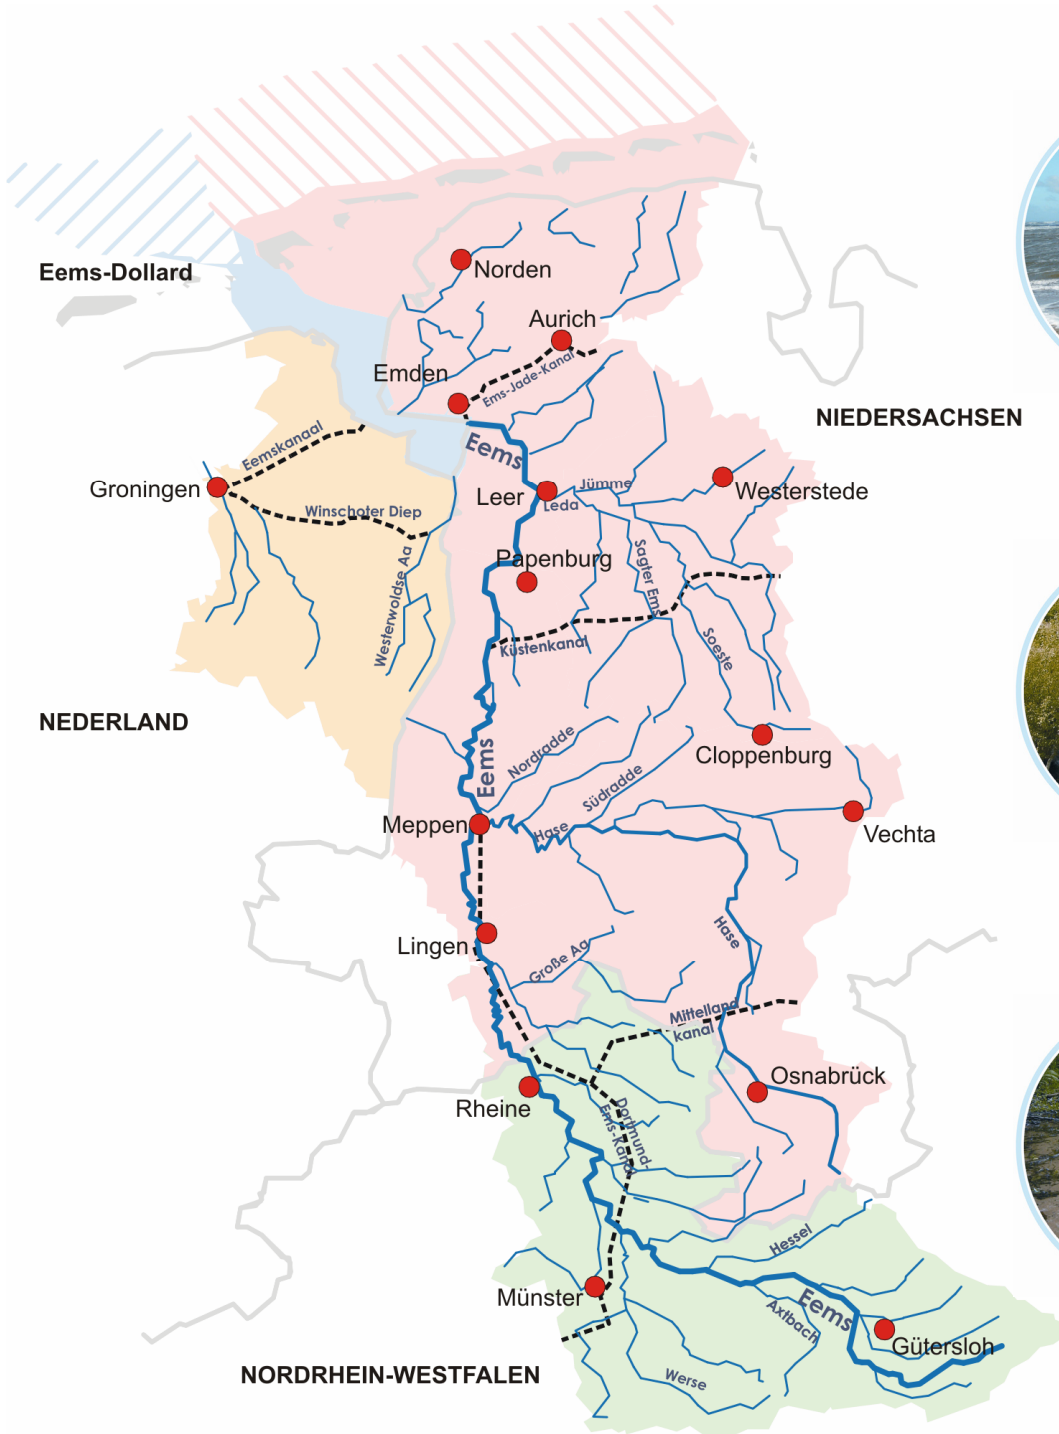 Eems-Dollard
Norden
Aurich
Emden
Ems-Jade-Kanal
NIEDERSACHSEN
Eems
Eemskanaal
Groningen
Winschoter Diep
Leer
Jümme
Leda
Westerstede
Papenburg
Sagter Ems
Westerwoldse Aa
Küstenkanal
Soeste
NEDERLAND
Eems
Nordradde
Südradde
Cloppenburg
Meppen
Hase
Vechta
Lingen
Große Aa
Hase
Mittelland
kanal
Osnabrück
Rheine
Dortmund-
Ems-Kanal
Hessel
Münster
Eems
Axtbach
Gütersloh
NORDRHEIN-WESTFALEN
Werse